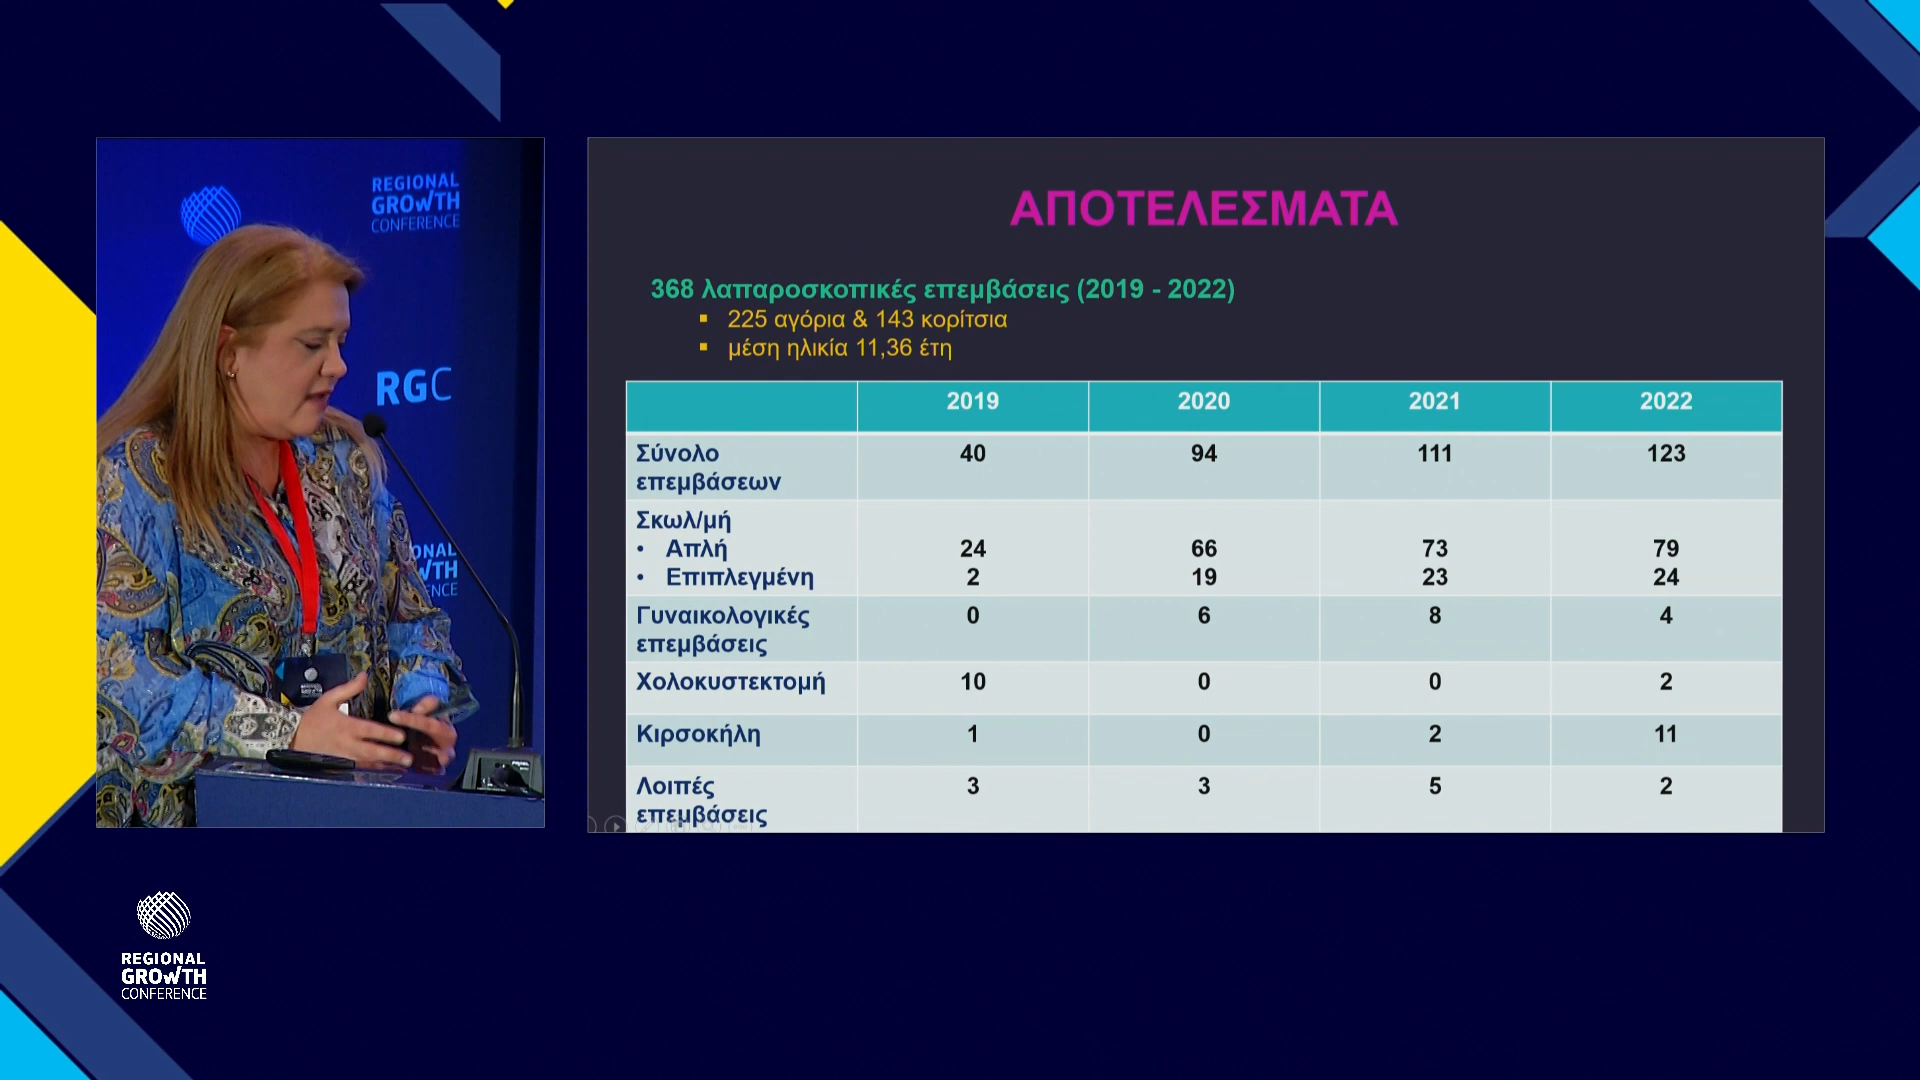 REGIONAL
GROWTH
CONFERENCE
RGC
ONAL
WTH
ENCE
ΑΠΟΤΕΛΕΣΜΑΤΑ
368 λαπαροσκοπικές επεμβάσεις (2019 - 2022)
▪ 225 αγόρια & 143 κορίτσια
▪ μέση ηλικία 11,36 έτη
2019 2020 2021 2022
Σύνολο 40 94 111 123
επεμβάσεων
Σκωλ/μή
• Απλή 24 66 73 79
• Επιπλεγμένη 2 19 23 24
Γυναικολογικές 0 6 8 4
επεμβάσεις
Χολοκυστεκτομή 10 0 0 2
Κιρσοκήλη 1 0 2 11
Λοιπές 3 3 5 2
επεμβάσεις
REGIONAL
GROWTH
CONFERENCE